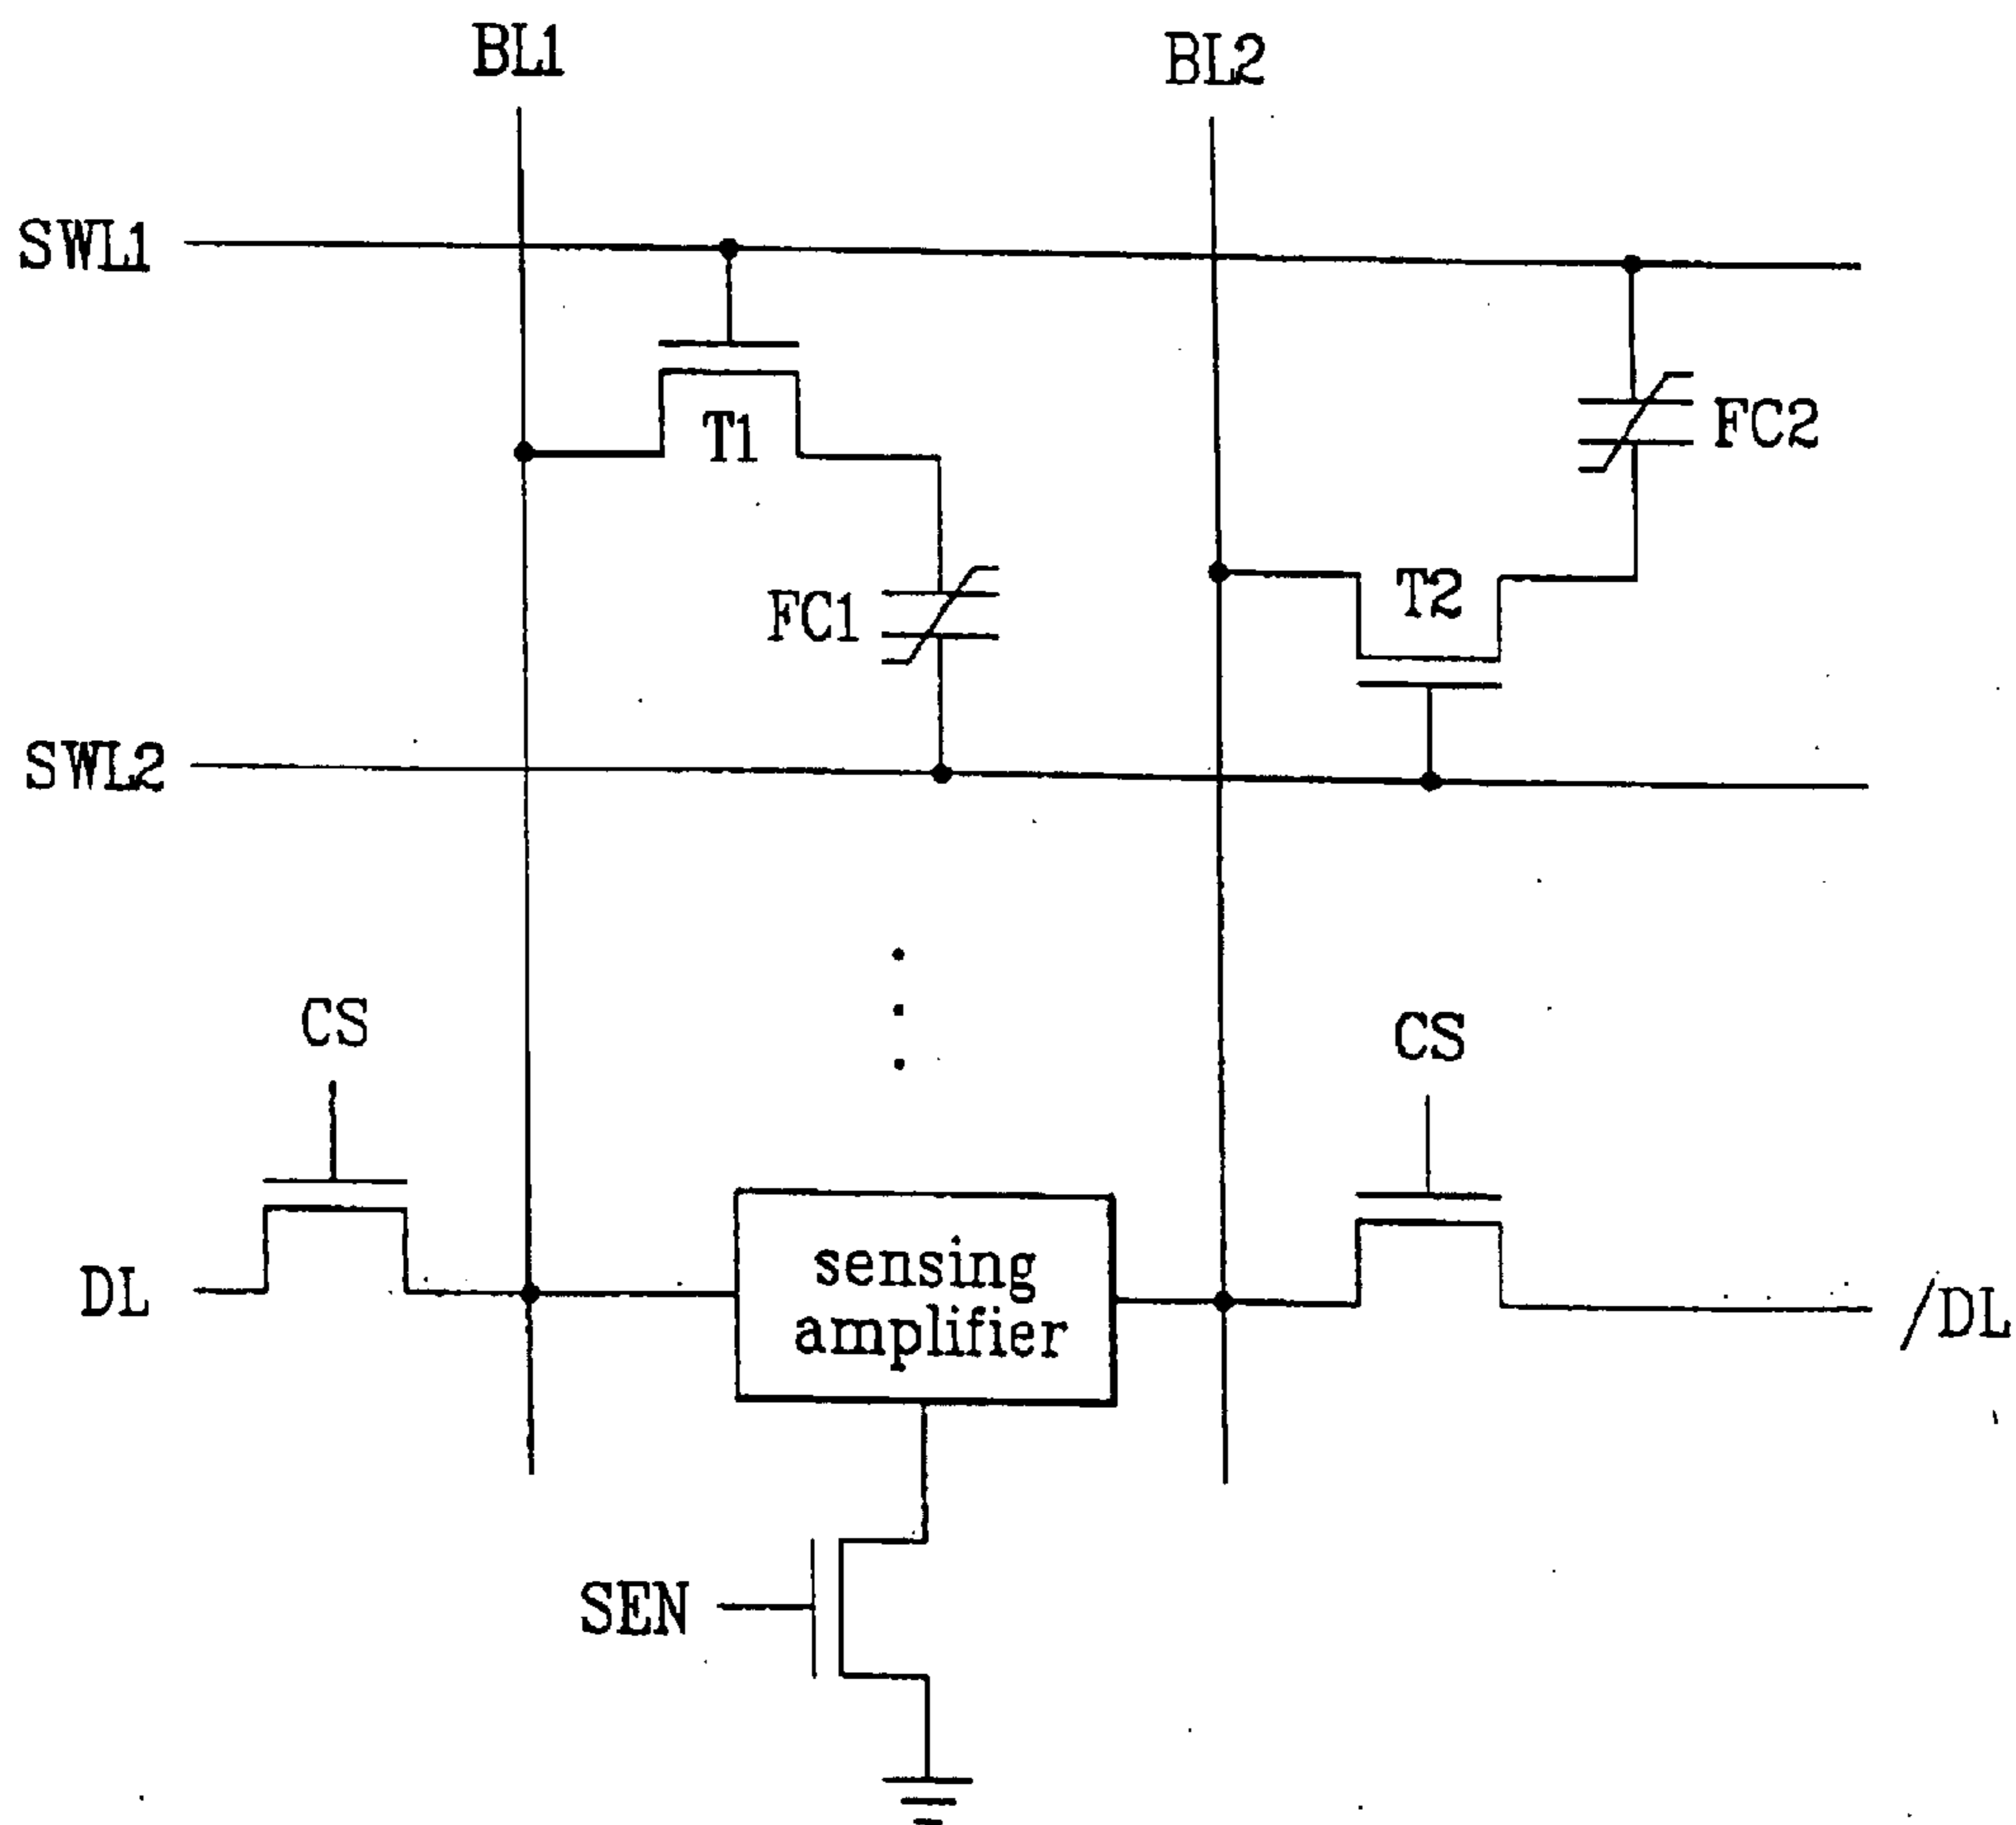 BL1
BL2
SWL1
T1
FC2
FC1
T2
SWL2
CS
CS
DL
sensing
amplifier
/DL
SEN